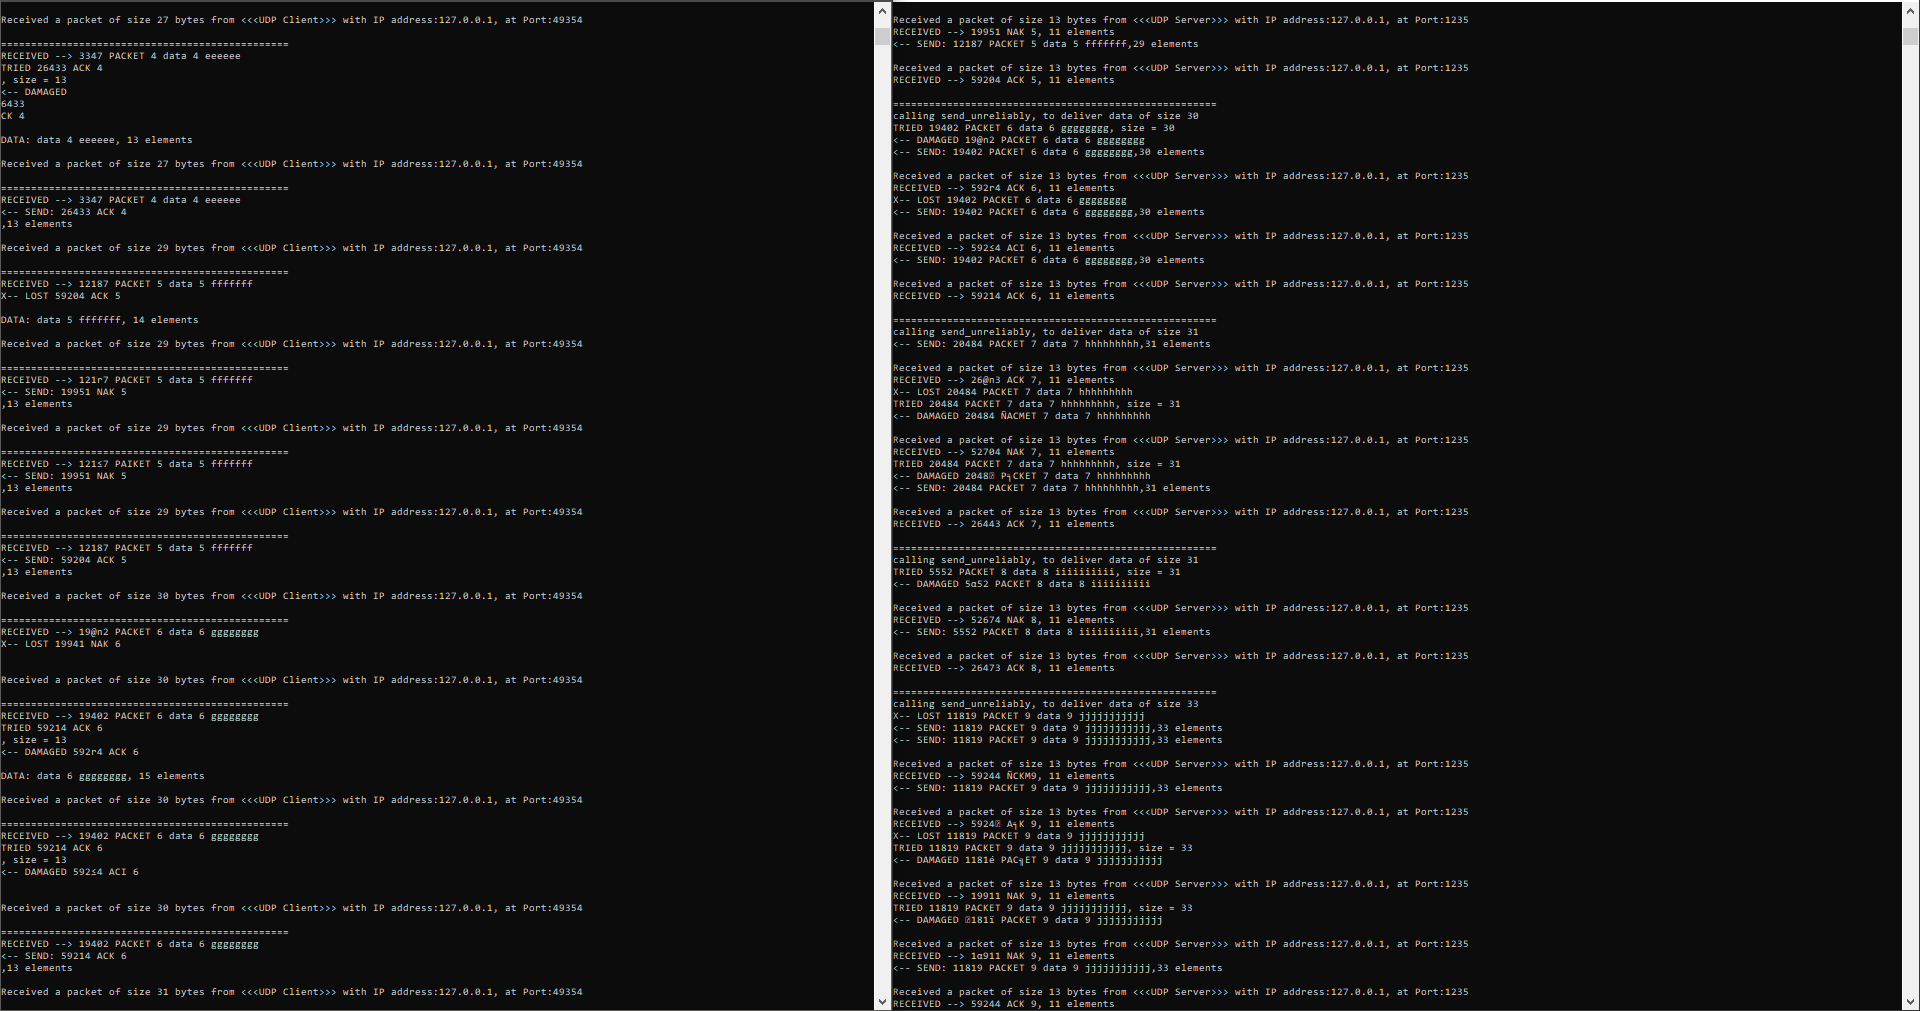 Received a packet of size 27 bytes from <<<UDP Client>>> with IP address:127.0.0.1, at Port:49354
================================================
RECEIVED --> 3347 PACKET 4 data 4 eeeeee
TRIED 26433 ACK 4
, size = 13
<-- DAMAGED
6433
CK 4
DATA: data 4 eeeeee, 13 elements
Received a packet of size 27 bytes from <<<UDP Client>>> with IP address:127.0.0.1, at Port:49354
================================================
RECEIVED --> 3347 PACKET 4 data 4 eeeeee
<-- SEND: 26433 ACK 4
,13 elements
Received a packet of size 29 bytes from <<<UDP Client>>> with IP address:127.0.0.1, at Port:49354
================================================
RECEIVED --> 12187 PACKET 5 data 5 fffffff
X-- LOST 59204 ACK 5
DATA: data 5 fffffff, 14 elements
Received a packet of size 29 bytes from <<<UDP Client>>> with IP address:127.0.0.1, at Port:49354
================================================
RECEIVED --> 121r7 PACKET 5 data 5 fffffff
<-- SEND: 19951 NAK 5
,13 elements
Received a packet of size 29 bytes from <<<UDP Client>>> with IP address:127.0.0.1, at Port:49354
================================================
RECEIVED --> 121≤7 PAIKET 5 data 5 fffffff
<-- SEND: 19951 NAK 5
,13 elements
Received a packet of size 29 bytes from <<<UDP Client>>> with IP address:127.0.0.1, at Port:49354
================================================
RECEIVED --> 12187 PACKET 5 data 5 fffffff
<-- SEND: 59204 ACK 5
,13 elements
Received a packet of size 30 bytes from <<<UDP Client>>> with IP address:127.0.0.1, at Port:49354
================================================
RECEIVED --> 19@n2 PACKET 6 data 6 gggggggg
X-- LOST 19941 NAK 6
Received a packet of size 30 bytes from <<<UDP Client>>> with IP address:127.0.0.1, at Port:49354
================================================
RECEIVED --> 19402 PACKET 6 data 6 gggggggg
TRIED 59214 ACK 6
, size = 13
<-- DAMAGED 592r4 ACK 6
DATA: data 6 gggggggg, 15 elements
Received a packet of size 30 bytes from <<<UDP Client>>> with IP address:127.0.0.1, at Port:49354
================================================
RECEIVED --> 19402 PACKET 6 data 6 gggggggg
TRIED 59214 ACK 6
, size = 13
<-- DAMAGED 592≤4 ACI 6
Received a packet of size 30 bytes from <<<UDP Client>>> with IP address:127.0.0.1, at Port:49354
================================================
RECEIVED --> 19402 PACKET 6 data 6 gggggggg
<-- SEND: 59214 ACK 6
,13 elements
Received a packet of size 31 bytes from <<<UDP Client>>> with IP address:127.0.0.1, at Port:49354
Received a packet of size 13 bytes from <<<UDP Server>>> with IP address:127.0.0.1, at Port:1235
RECEIVED --> 19951 NAK 5, 11 elements
<-- SEND: 12187 PACKET 5 data 5 fffffff,29 elements
Received a packet of size 13 bytes from <<<UDP Server>>> with IP address:127.0.0.1, at Port:1235
RECEIVED --> 59204 ACK 5, 11 elements
======================================================
calling send_unreliably, to deliver data of size 30
TRIED 19402 PACKET 6 data 6 gggggggg, size = 30
<-- DAMAGED 19@n2 PACKET 6 data 6 gggggggg
<-- SEND: 19402 PACKET 6 data 6 gggggggg,30 elements
Received a packet of size 13 bytes from <<<UDP Server>>> with IP address:127.0.0.1, at Port:1235
RECEIVED --> 592r4 ACK 6, 11 elements
X-- LOST 19402 PACKET 6 data 6 gggggggg
<-- SEND: 19402 PACKET 6 data 6 gggggggg,30 elements
Received a packet of size 13 bytes from <<<UDP Server>>> with IP address:127.0.0.1, at Port:1235
RECEIVED --> 592≤4 ACI 6, 11 elements
<-- SEND: 19402 PACKET 6 data 6 gggggggg,30 elements
Received a packet of size 13 bytes from <<<UDP Server>>> with IP address:127.0.0.1, at Port:1235
RECEIVED --> 59214 ACK 6, 11 elements
======================================================
calling send_unreliably, to deliver data of size 31
<-- SEND: 20484 PACKET 7 data 7 hhhhhhhhh,31 elements
Received a packet of size 13 bytes from <<<UDP Server>>> with IP address:127.0.0.1, at Port:1235
RECEIVED --> 26@n3 ACK 7, 11 elements
X-- LOST 20484 PACKET 7 data 7 hhhhhhhhh
TRIED 20484 PACKET 7 data 7 hhhhhhhhh, size = 31
<-- DAMAGED 20484 ÑACMET 7 data 7 hhhhhhhhh
Received a packet of size 13 bytes from <<<UDP Server>>> with IP address:127.0.0.1, at Port:1235
RECEIVED --> 52704 NAK 7, 11 elements
TRIED 20484 PACKET 7 data 7 hhhhhhhhh, size = 31
<-- DAMAGED 2048 P┐CKET 7 data 7 hhhhhhhhh
<-- SEND: 20484 PACKET 7 data 7 hhhhhhhhh,31 elements
Received a packet of size 13 bytes from <<<UDP Server>>> with IP address:127.0.0.1, at Port:1235
RECEIVED --> 26443 ACK 7, 11 elements
======================================================
calling send_unreliably, to deliver data of size 31
TRIED 5552 PACKET 8 data 8 iiiiiiiiii, size = 31
<-- DAMAGED 5α52 PACKET 8 data 8 iiiiiiiiii
Received a packet of size 13 bytes from <<<UDP Server>>> with IP address:127.0.0.1, at Port:1235
RECEIVED --> 52674 NAK 8, 11 elements
<-- SEND: 5552 PACKET 8 data 8 iiiiiiiiii,31 elements
Received a packet of size 13 bytes from <<<UDP Server>>> with IP address:127.0.0.1, at Port:1235
RECEIVED --> 26473 ACK 8, 11 elements
======================================================
calling send_unreliably, to deliver data of size 33
X-- LOST 11819 PACKET 9 data 9 jjjjjjjjjjj
<-- SEND: 11819 PACKET 9 data 9 jjjjjjjjjjj,33 elements
<-- SEND: 11819 PACKET 9 data 9 jjjjjjjjjjj,33 elements
Received a packet of size 13 bytes from <<<UDP Server>>> with IP address:127.0.0.1, at Port:1235
RECEIVED --> 59244 ÑCKM9, 11 elements
<-- SEND: 11819 PACKET 9 data 9 jjjjjjjjjjj,33 elements
Received a packet of size 13 bytes from <<<UDP Server>>> with IP address:127.0.0.1, at Port:1235
RECEIVED --> 5924 A┐K 9, 11 elements
X-- LOST 11819 PACKET 9 data 9 jjjjjjjjjjj
TRIED 11819 PACKET 9 data 9 jjjjjjjjjjj, size = 33
<-- DAMAGED 1181é PAC╗ET 9 data 9 jjjjjjjjjjj
Received a packet of size 13 bytes from <<<UDP Server>>> with IP address:127.0.0.1, at Port:1235
RECEIVED --> 19911 NAK 9, 11 elements
TRIED 11819 PACKET 9 data 9 jjjjjjjjjjj, size = 33
<-- DAMAGED 181ï PACKET 9 data 9 jjjjjjjjjjj
Received a packet of size 13 bytes from <<<UDP Server>>> with IP address:127.0.0.1, at Port:1235
RECEIVED --> 1α911 NAK 9, 11 elements
<-- SEND: 11819 PACKET 9 data 9 jjjjjjjjjjj,33 elements
Received a packet of size 13 bytes from <<<UDP Server>>> with IP address:127.0.0.1, at Port:1235
RECEIVED --> 59244 ACK 9, 11 elements